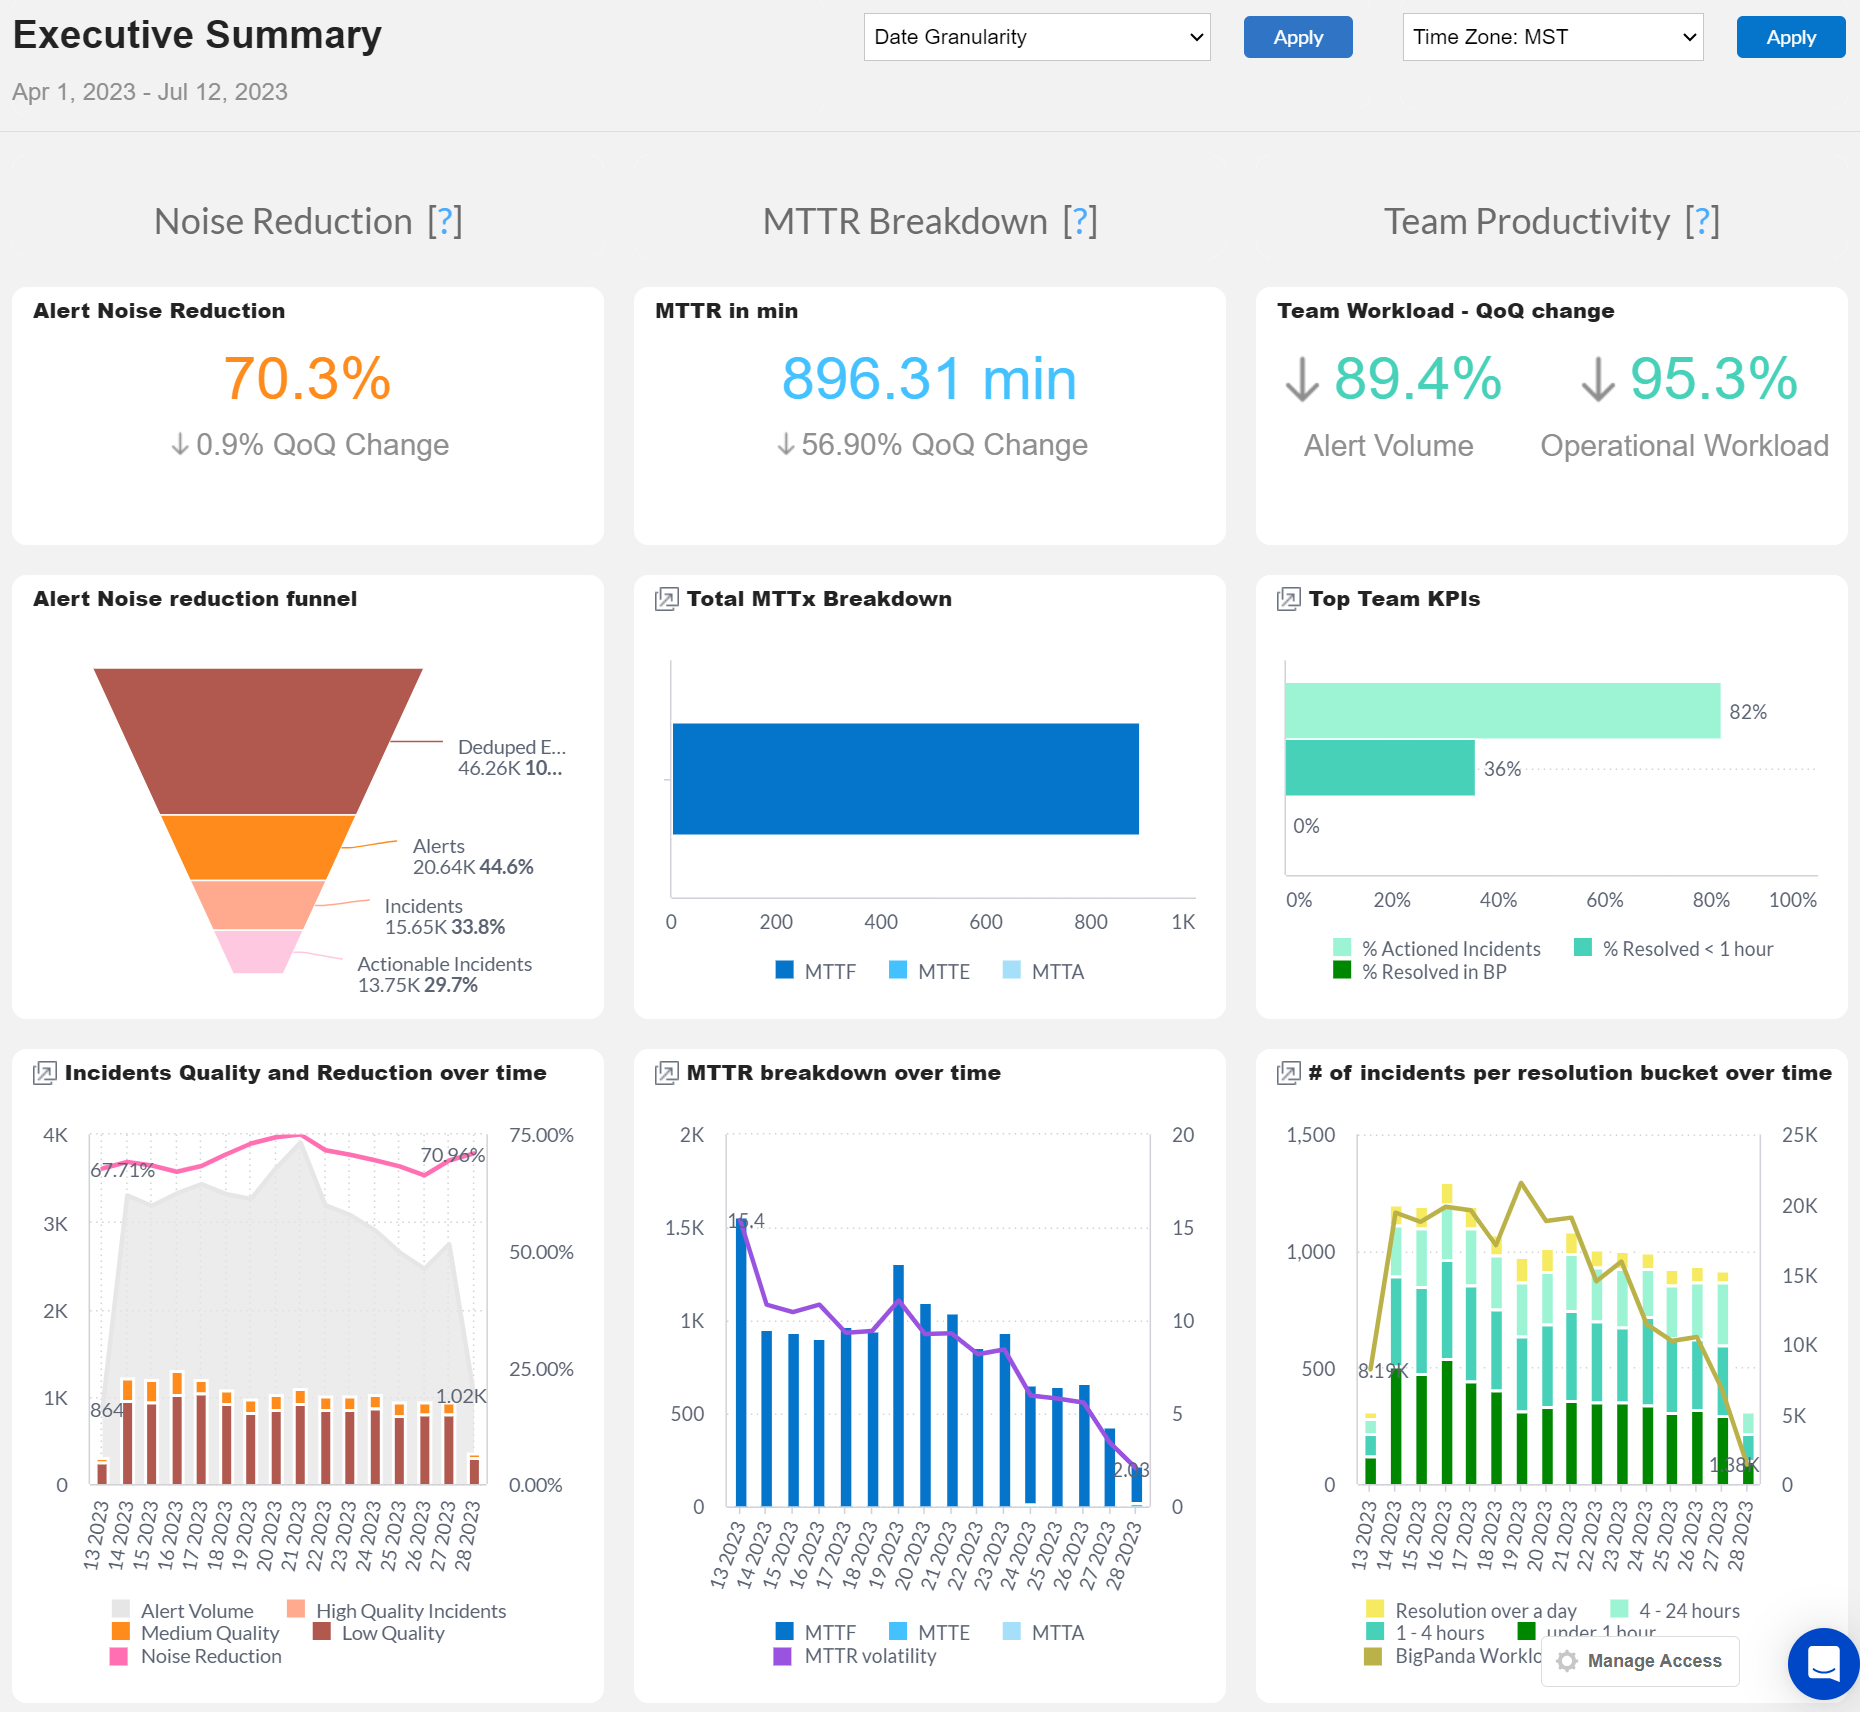 Executive Summary
Date Granularity
Apply
Time Zone: MST
Apply
Apr 1, 2023 - Jul 12, 2023
Noise Reduction [?]
MTTR Breakdown [?]
Team Productivity [?]
Alert Noise Reduction
70.3%
↓ 0.9% QoQ Change
MTTR in min
896.31 min
↓ 56.90% QoQ Change
Team Workload - QoQ change
↓ 89.4%
Alert Volume
↓ 95.3%
Operational Workload
Alert Noise reduction funnel
Deduped E...
46.26K 10...
Alerts
20.64K 44.6%
Incidents
15.65K 33.8%
Actionable Incidents
13.75K 29.7%
Total MTTx Breakdown
0 200 400 600 800 1K
MTTF MTTE MTTA
Top Team KPIs
82%
36%
0%
0% 20% 40% 60% 80% 100%
% Actioned Incidents % Resolved < 1 hour
% Resolved in BP
Incidents Quality and Reduction over time
4K 75.00%
67.71% 70.96%
3K
50.00%
2K
25.00%
1K
864 1.02K
0 0.00%
13 2023 14 2023 15 2023 16 2023 17 2023 18 2023 19 2023 20 2023 21 2023 22 2023 23 2023 24 2023 25 2023 26 2023 27 2023 28 2023
Alert Volume High Quality Incidents
Medium Quality Low Quality
Noise Reduction
MTTR breakdown over time
2K 20
15.4
1.5K 15
1K 10
500 5
2.03
0 0
13 2023 14 2023 15 2023 16 2023 17 2023 18 2023 19 2023 20 2023 21 2023 22 2023 23 2023 24 2023 25 2023 26 2023 27 2023 28 2023
MTTF MTTE MTTA
MTTR volatility
# of incidents per resolution bucket over time
1,500 25K
20K
1,000
15K
10K
500
8.19K
5K
1.38K
0 0
13 2023 14 2023 15 2023 16 2023 17 2023 18 2023 19 2023 20 2023 21 2023 22 2023 23 2023 24 2023 25 2023 26 2023 27 2023 28 2023
Resolution over a day 4 - 24 hours
1 - 4 hours under 1 hour
BigPanda Worklo
Manage Access